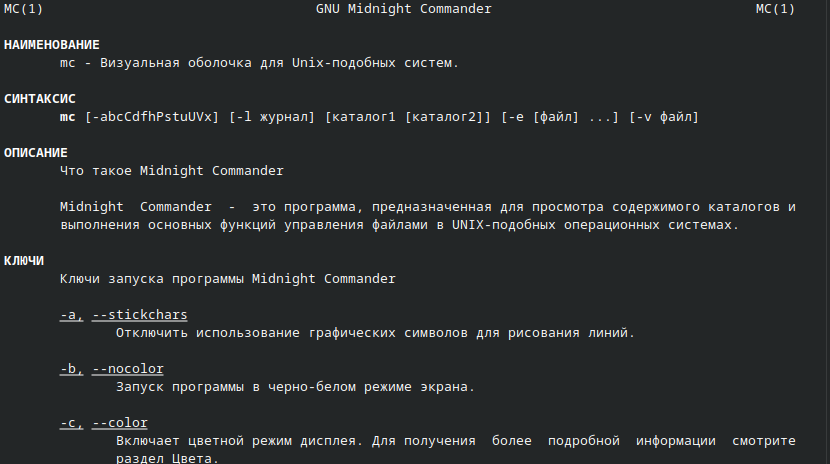 MC(1) GNU Midnight Commander MC(1)
НАИМЕНОВАНИЕ
mc - Визуальная оболочка для Unix-подобных систем.
СИНТАКСИС
mc [-abcCdfhPstuUVx] [-l журнал] [каталог1 [каталог2]] [-e [файл] ...] [-v файл]
ОПИСАНИЕ
Что такое Midnight Commander
Midnight Commander - это программа, предназначенная для просмотра содержимого каталогов и
выполнения основных функций управления файлами в UNIX-подобных операционных системах.
КЛЮЧИ
Ключи запуска программы Midnight Commander
-a, --stickchars
Отключить использование графических символов для рисования линий.
-b, --nocolor
Запуск программы в черно-белом режиме экрана.
-c, --color
Включает цветной режим дисплея. Для получения более подробной информации смотрите
раздел Цвета.